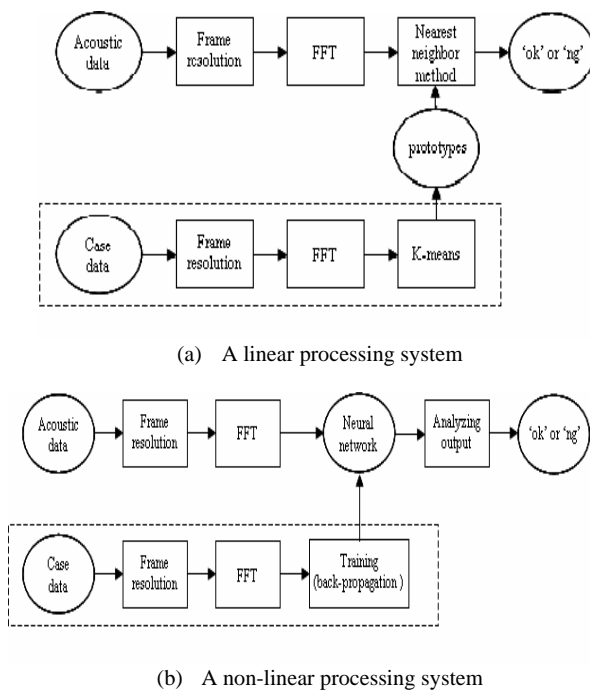 Acoustic
data
Frame
resolution
FFT
Nearest
neighbor
method
'ok' or 'ng'
prototypes
Case
data
Frame
resolution
FFT
K-means
(a) A linear processing system
Acoustic
data
Frame
resolution
FFT
Neural
network
Analyzing
output
'ok' or 'ng'
Case
data
Frame
resolution
FFT
Training
(back-propagation)
(b) A non-linear processing system